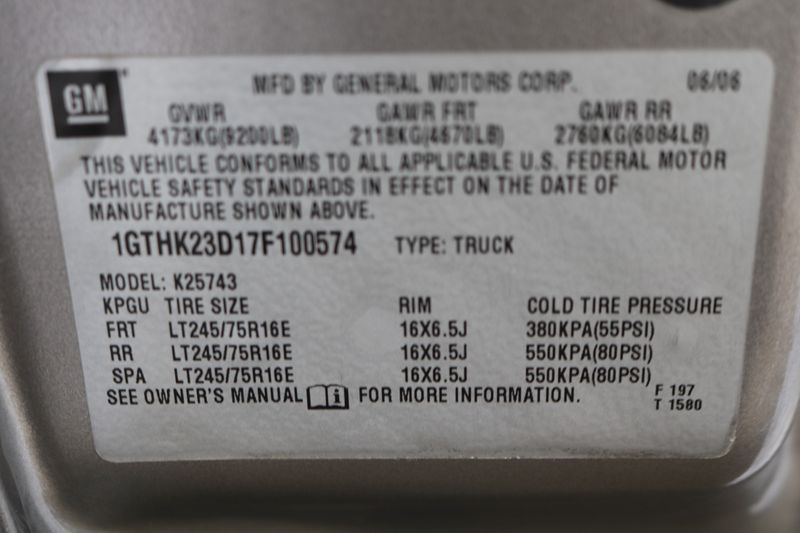 GM
MFD BY GENERAL MOTORS CORP. 06/06
GVWR GAWR FRT GAWR RR
4173KG(9200LB) 2118KG(4670LB) 2760KG(6084LB)
THIS VEHICLE CONFORMS TO ALL APPLICABLE U.S. FEDERAL MOTOR
VEHICLE SAFETY STANDARDS IN EFFECT ON THE DATE OF
MANUFACTURE SHOWN ABOVE.
1GTHK23D17F100574 TYPE: TRUCK
MODEL: K25743
KPGU TIRE SIZE RIM COLD TIRE PRESSURE
FRT LT245/75R16E 16X6.5J 380KPA(55PSI)
RR LT245/75R16E 16X6.5J 550KPA(80PSI)
SPA LT245/75R16E 16X6.5J 550KPA(80PSI)
SEE OWNER'S MANUAL i FOR MORE INFORMATION.
F 197
T 1580